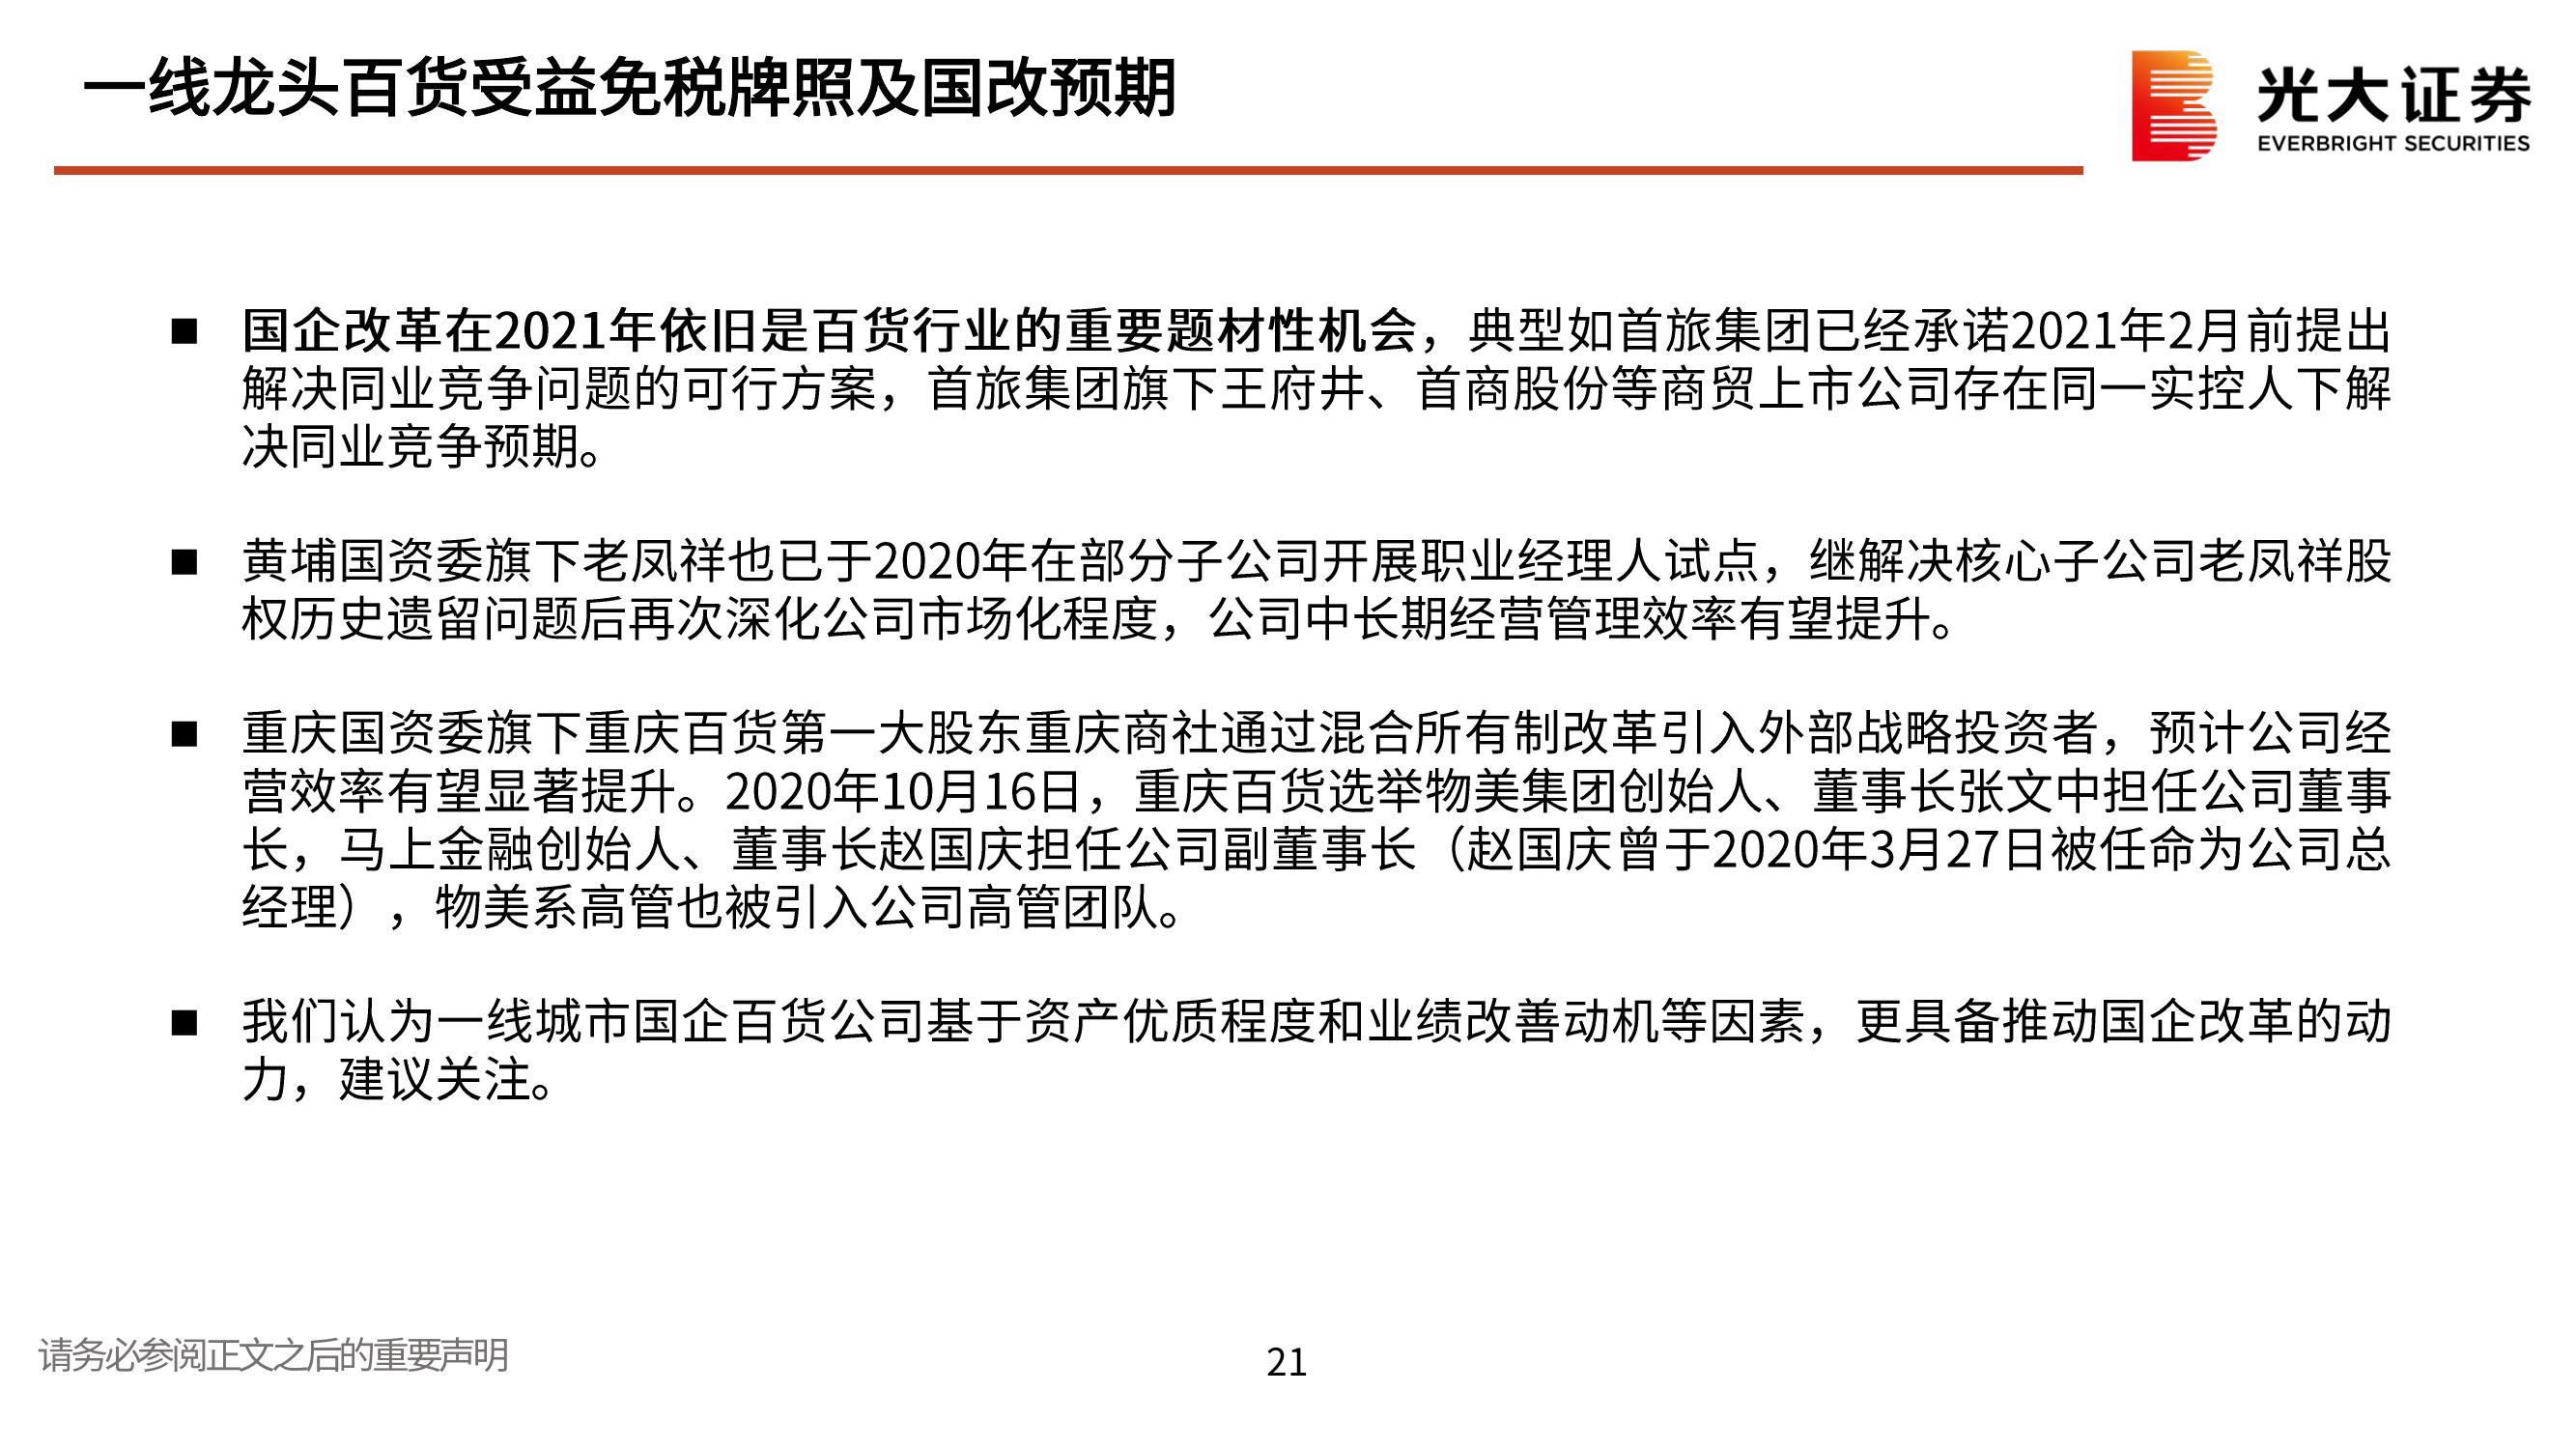 一线龙头百货受益免税牌照及国改预期
光大证券
EVERBRIGHT SECURITIES
■ 国企改革在2021年依旧是百货行业的重要题材性机会，典型如首旅集团已经承诺2021年2月前提出
解决同业竞争问题的可行方案，首旅集团旗下王府井、首商股份等商贸上市公司存在同一实控人下解
决同业竞争预期。
■ 黄埔国资委旗下老凤祥也已于2020年在部分子公司开展职业经理人试点，继解决核心子公司老凤祥股
权历史遗留问题后再次深化公司市场化程度，公司中长期经营管理效率有望提升。
■ 重庆国资委旗下重庆百货第一大股东重庆商社通过混合所有制改革引入外部战略投资者，预计公司经
营效率有望显著提升。2020年10月16日，重庆百货选举物美集团创始人、董事长张文中担任公司董事
长，马上金融创始人、董事长赵国庆担任公司副董事长（赵国庆曾于2020年3月27日被任命为公司总
经理），物美系高管也被引入公司高管团队。
■ 我们认为一线城市国企百货公司基于资产优质程度和业绩改善动机等因素，更具备推动国企改革的动
力，建议关注。
请务必参阅正文之后的重要声明
21